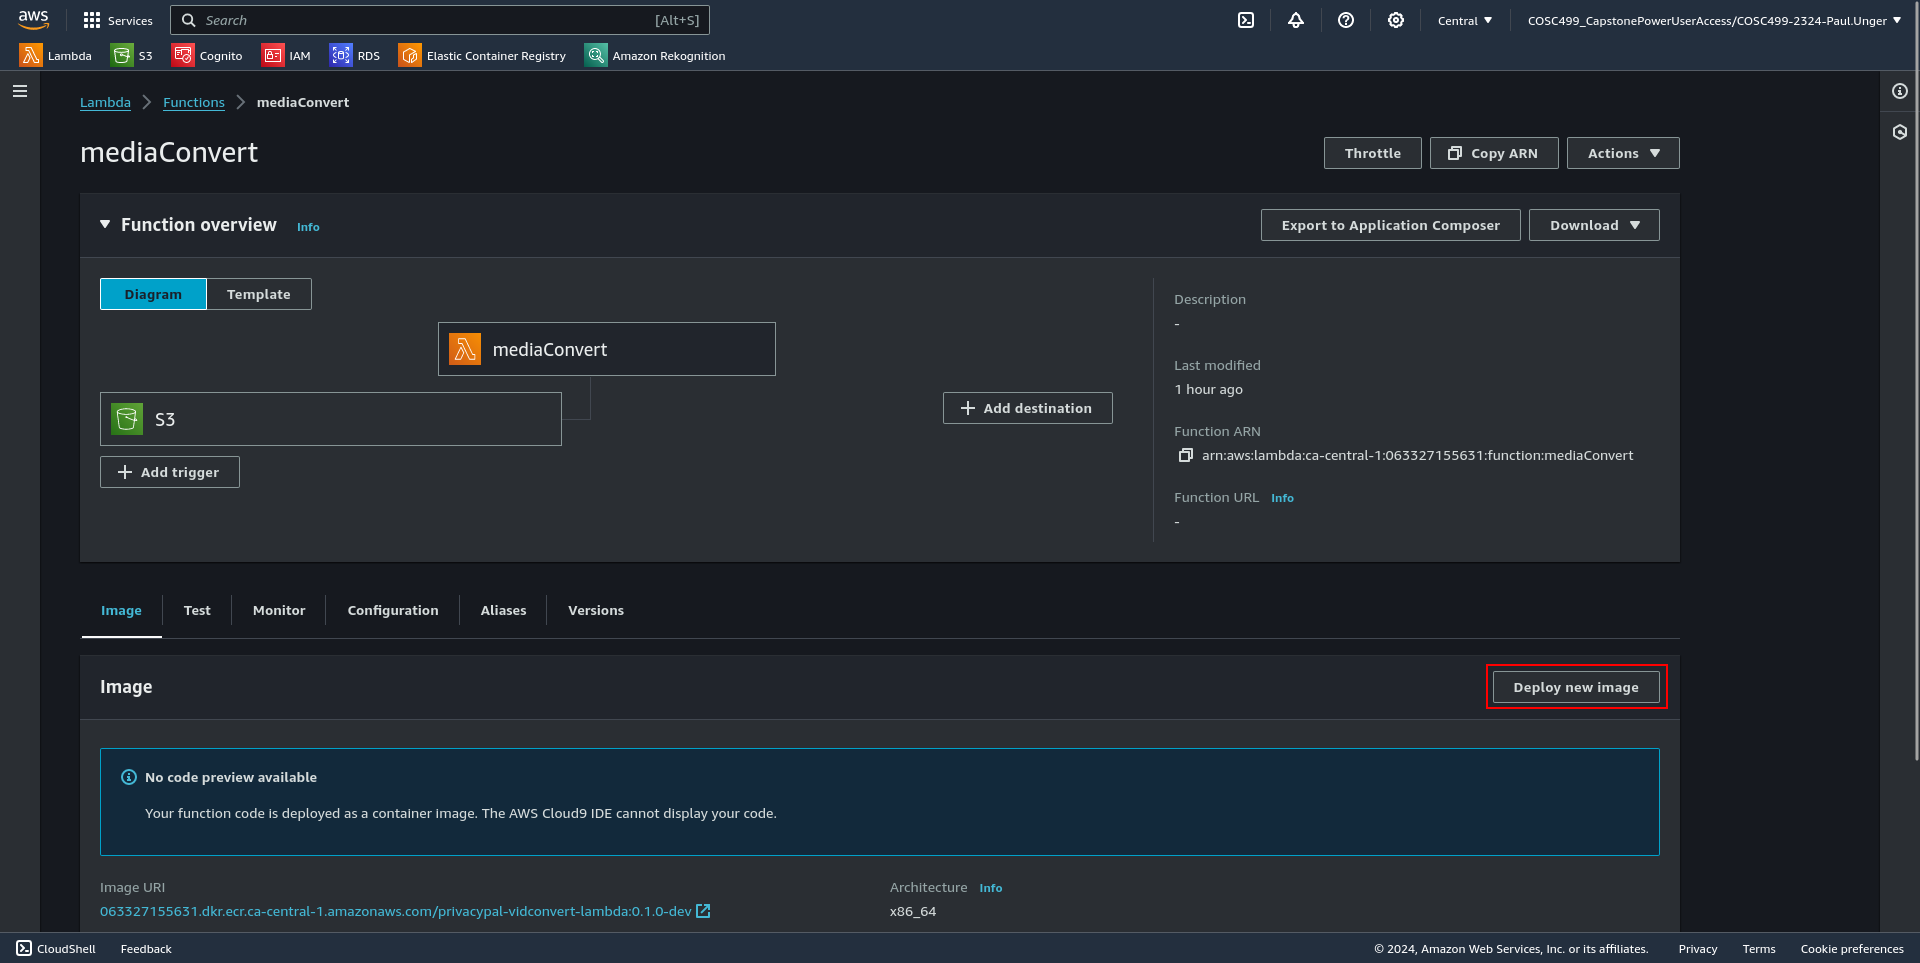 aws Services Search [Alt+S] Central COSC499_CapstonePowerUserAccess/COSC499-2324-Paul.Unger
Lambda S3 Cognito IAM RDS Elastic Container Registry Amazon Rekognition
Lambda Functions mediaConvert
mediaConvert Throttle Copy ARN Actions
Function overview Info Export to Application Composer Download
Diagram Template
mediaConvert
S3
Add trigger
Add destination
Description
-
Last modified
1 hour ago
Function ARN
arn:aws:lambda:ca-central-1:063327155631:function:mediaConvert
Function URL Info
-
Image Test Monitor Configuration Aliases Versions
Image Deploy new image
No code preview available
Your function code is deployed as a container image. The AWS Cloud9 IDE cannot display your code.
Image URI
063327155631.dkr.ecr.ca-central-1.amazonaws.com/privacypal-vidconvert-lambda:0.1.0-dev
Architecture Info
x86_64
CloudShell Feedback © 2024, Amazon Web Services, Inc. or its affiliates. Privacy Terms Cookie preferences